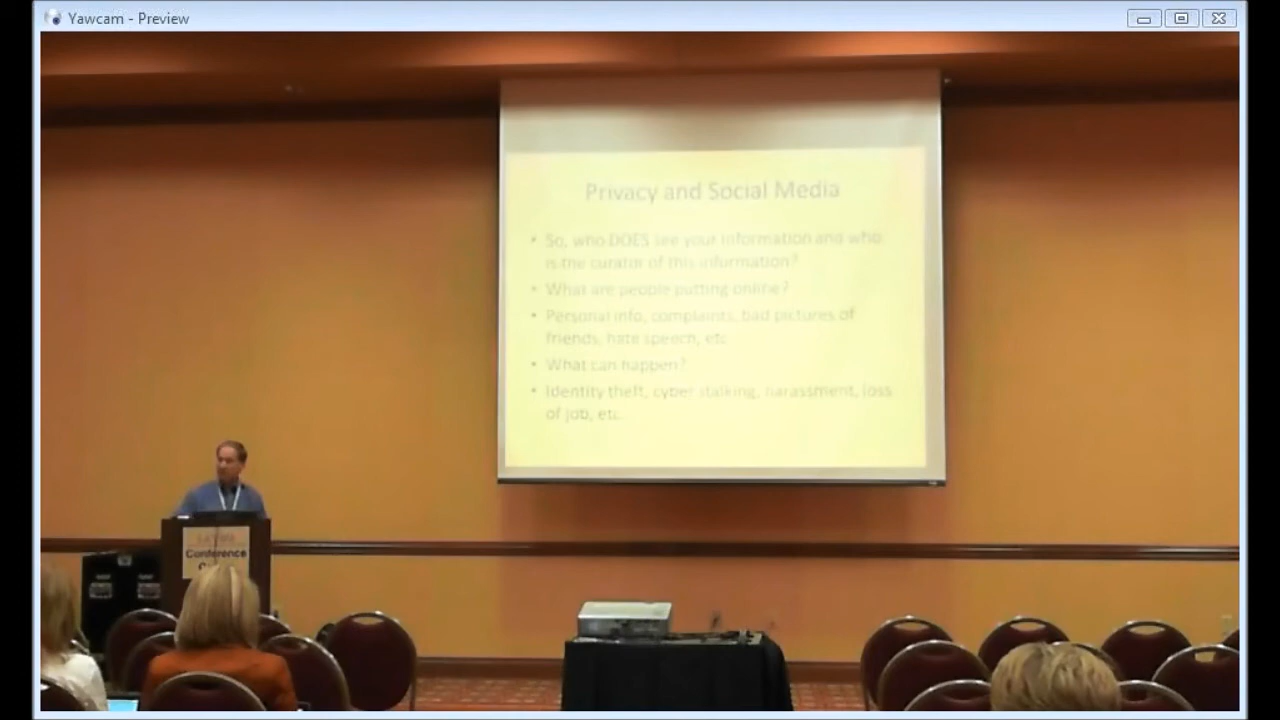 Yawcam - Preview
Privacy and Social Media
• So, who DOES see your information and who
is the curator of this information?
• What are people putting online?
• Personal info, complaints, bad pictures of
friends, hate speech, etc.
• What can happen?
• Identity theft, cyber stalking, harassment, loss
of job, etc.
Conference